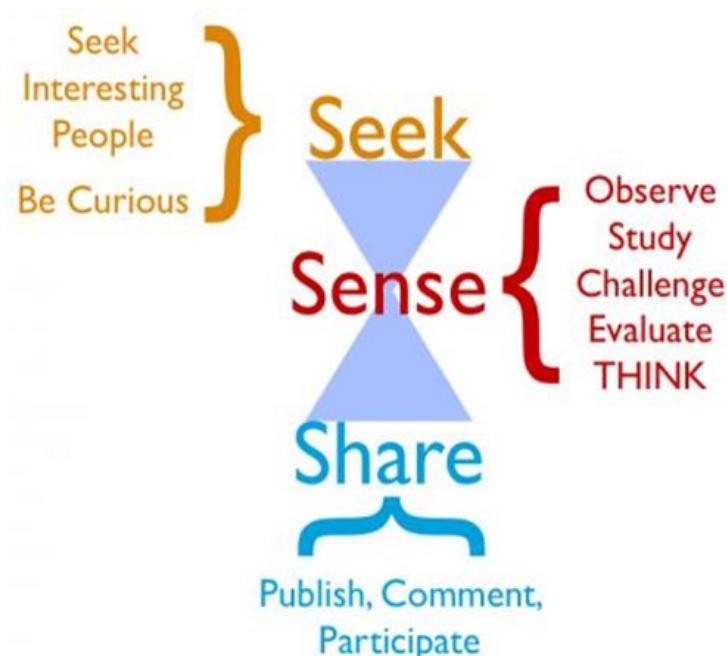 Seek
Interesting
People
Be Curious
Seek
Sense
Observe
Study
Challenge
Evaluate
THINK
Share
Publish, Comment,
Participate